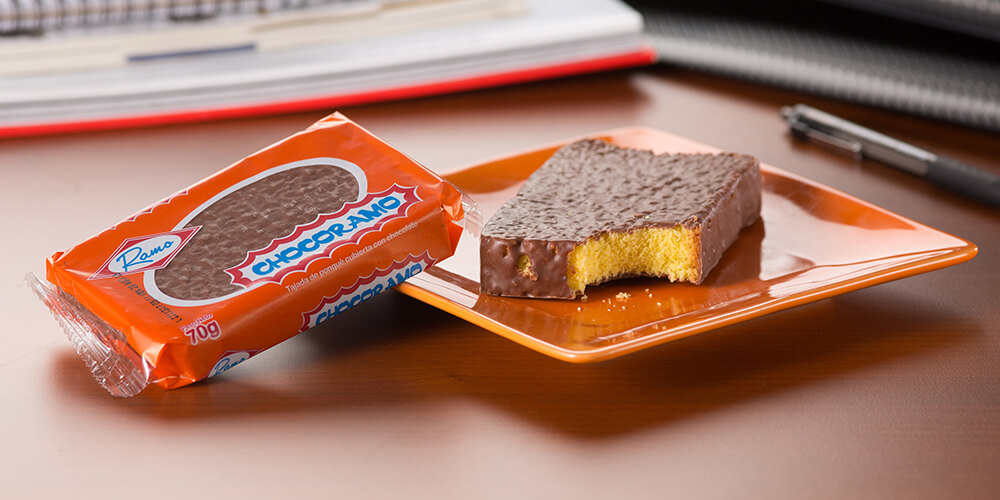 Ramo
CHOCORAMO
Tajada de ponqué cubierta con chocolate
70g
CHOCORAMO
Ramo